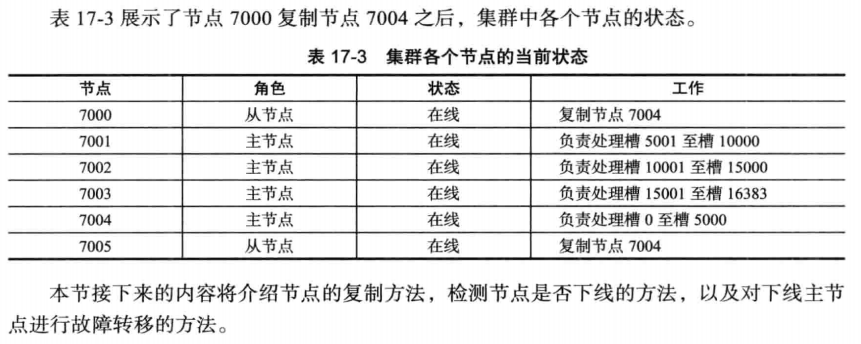 表 17-3 展示了节点 7000 复制节点 7004 之后，集群中各个节点的状态。
表 17-3 集群各个节点的当前状态
节点 角色 状态 工作
7000 从节点 在线 复制节点 7004
7001 主节点 在线 负责处理槽 5001 至槽 10000
7002 主节点 在线 负责处理槽 10001 至槽 15000
7003 主节点 在线 负责处理槽 15001 至槽 16383
7004 主节点 在线 负责处理槽 0 至槽 5000
7005 从节点 在线 复制节点 7004
本节接下来的内容将介绍节点的复制方法，检测节点是否下线的方法，以及对下线主节
点进行故障转移的方法。